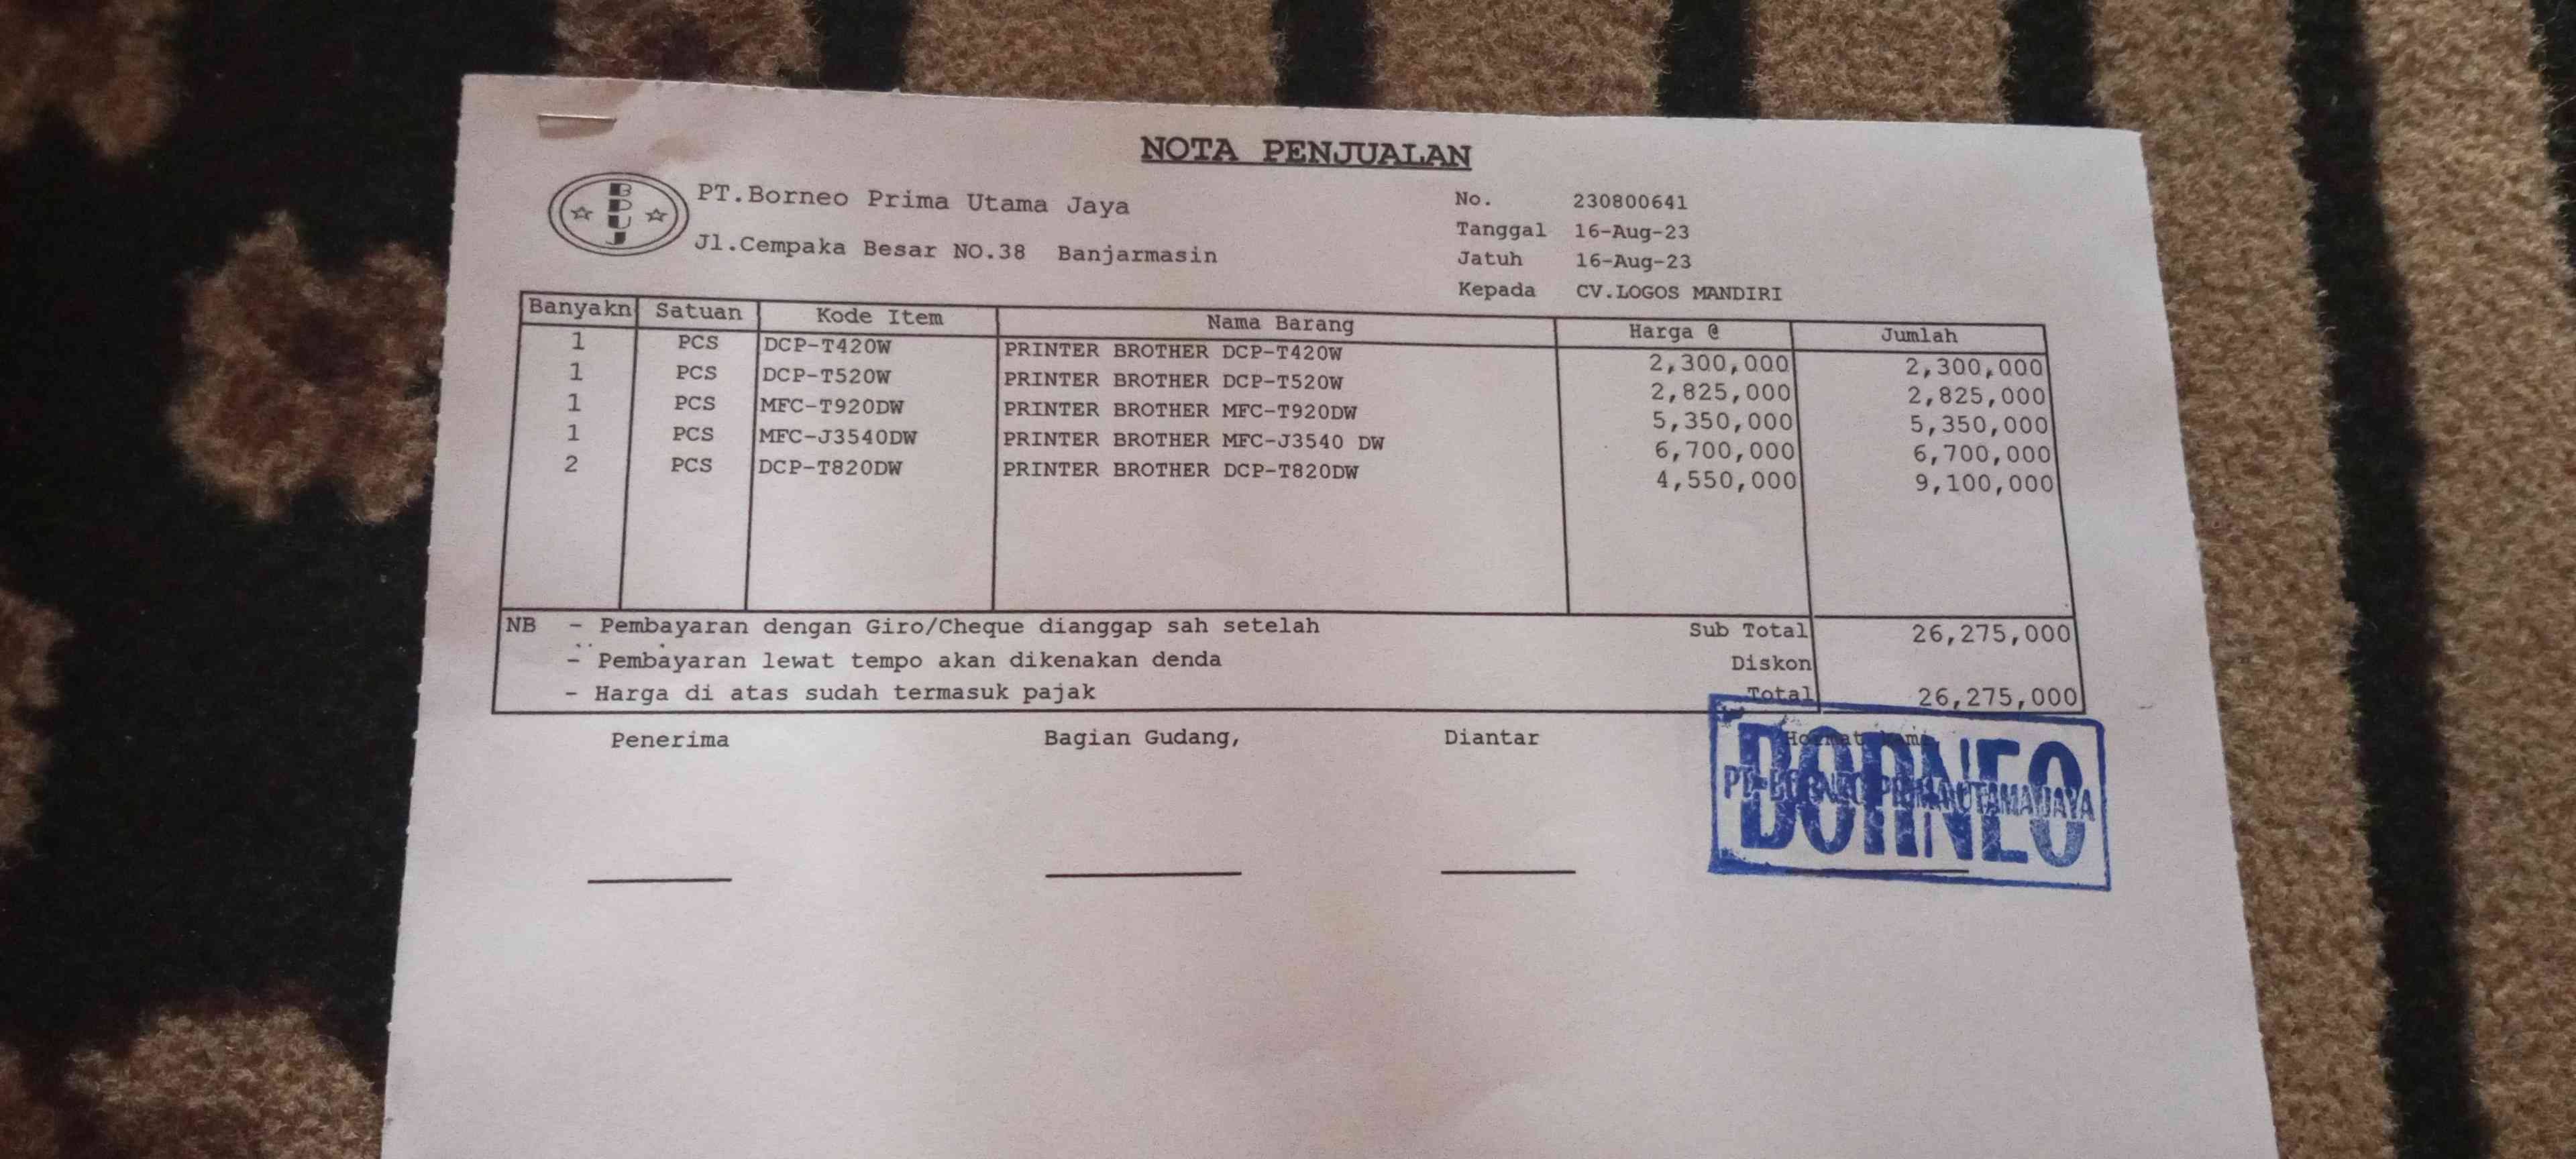 NOTA PENJUALAN
B
P
U
J
PT.Borneo Prima Utama Jaya
Jl.Cempaka Besar NO.38 Banjarmasin
No. 230800641
Tanggal 16-Aug-23
Jatuh 16-Aug-23
Kepada CV.LOGOS MANDIRI
Banyakn Satuan Kode Item Nama Barang Harga @ Jumlah
1 PCS DCP-T420W PRINTER BROTHER DCP-T420W 2,300,000 2,300,000
1 PCS DCP-T520W PRINTER BROTHER DCP-T520W 2,825,000 2,825,000
1 PCS MFC-T920DW PRINTER BROTHER MFC-T920DW 5,350,000 5,350,000
1 PCS MFC-J3540DW PRINTER BROTHER MFC-J3540 DW 6,700,000 6,700,000
2 PCS DCP-T820DW PRINTER BROTHER DCP-T820DW 4,550,000 9,100,000
NB - Pembayaran dengan Giro/Cheque dianggap sah setelah
- Pembayaran lewat tempo akan dikenakan denda
- Harga di atas sudah termasuk pajak
Sub Total 26,275,000
Diskon
Total 26,275,000
Penerima Bagian Gudang, Diantar Hormat Kami
BORNEO
PT. BORNEO PRIMA UTAMA JAYA